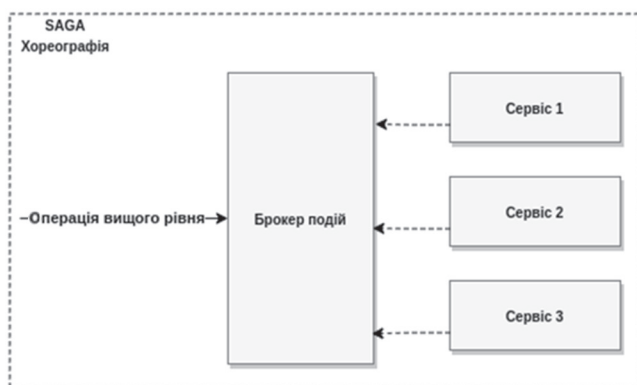 SAGA
Хореографія
Сервіс 1
Операція вищого рівня
Брокер подій
Сервіс 2
Сервіс 3